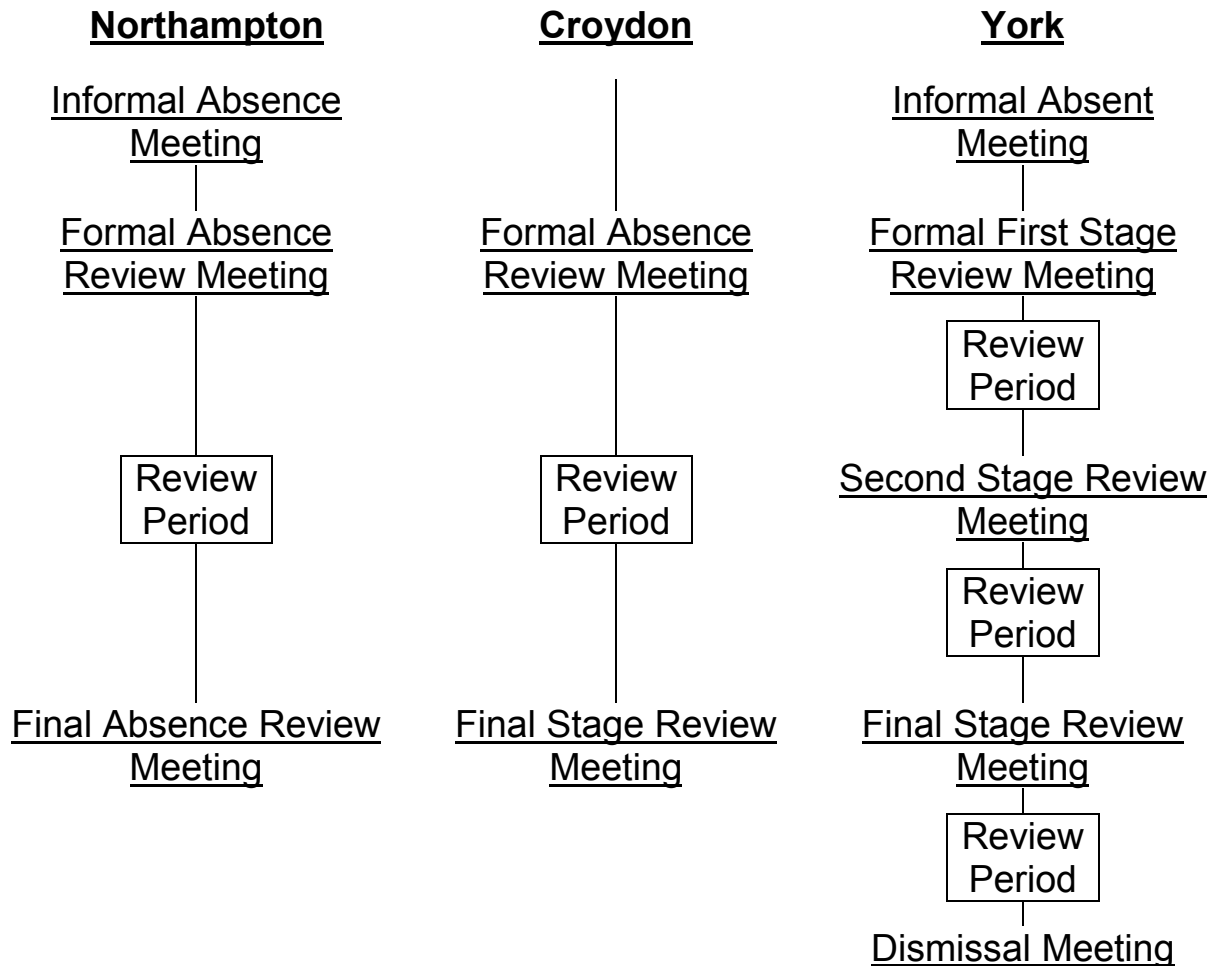 Northampton
Informal Absence
Meeting
Formal Absence
Review Meeting
Review
Period
Final Absence Review
Meeting
Croydon
Formal Absence
Review Meeting
Review
Period
Final Stage Review
Meeting
York
Informal Absent
Meeting
Formal First Stage
Review Meeting
Review
Period
Second Stage Review
Meeting
Review
Period
Final Stage Review
Meeting
Review
Period
Dismissal Meeting